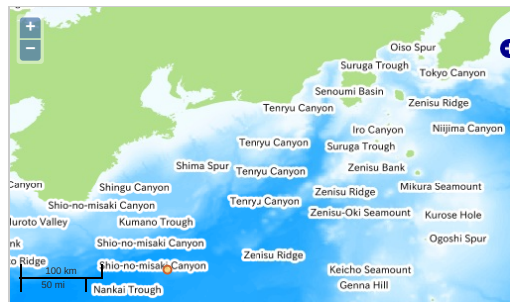 +
−
Oiso Spur
Suruga Trough
Tokyo Canyon
Senoumi Basin
Zenisu Ridge
Tenryu Canyon
Iro Canyon
Niijima Canyon
Tenryu Canyon
Suruga Trough
Shima Spur
Tenryu Canyon
Zenisu Bank
Canyon
Shingu Canyon
Zenisu Ridge
Mikura Seamount
Shio-no-misaki Canyon
Tenryu Canyon
Zenisu-Oki Seamount
Kurose Hole
uroto Valley
Kumano Trough
Ogoshi Spur
nk
Shio-no-misaki Canyon
Zenisu Ridge
o Ridge
Shio-no-misaki Canyon
Keicho Seamount
100 km
50 mi
Nankai Trough
Genna Hill